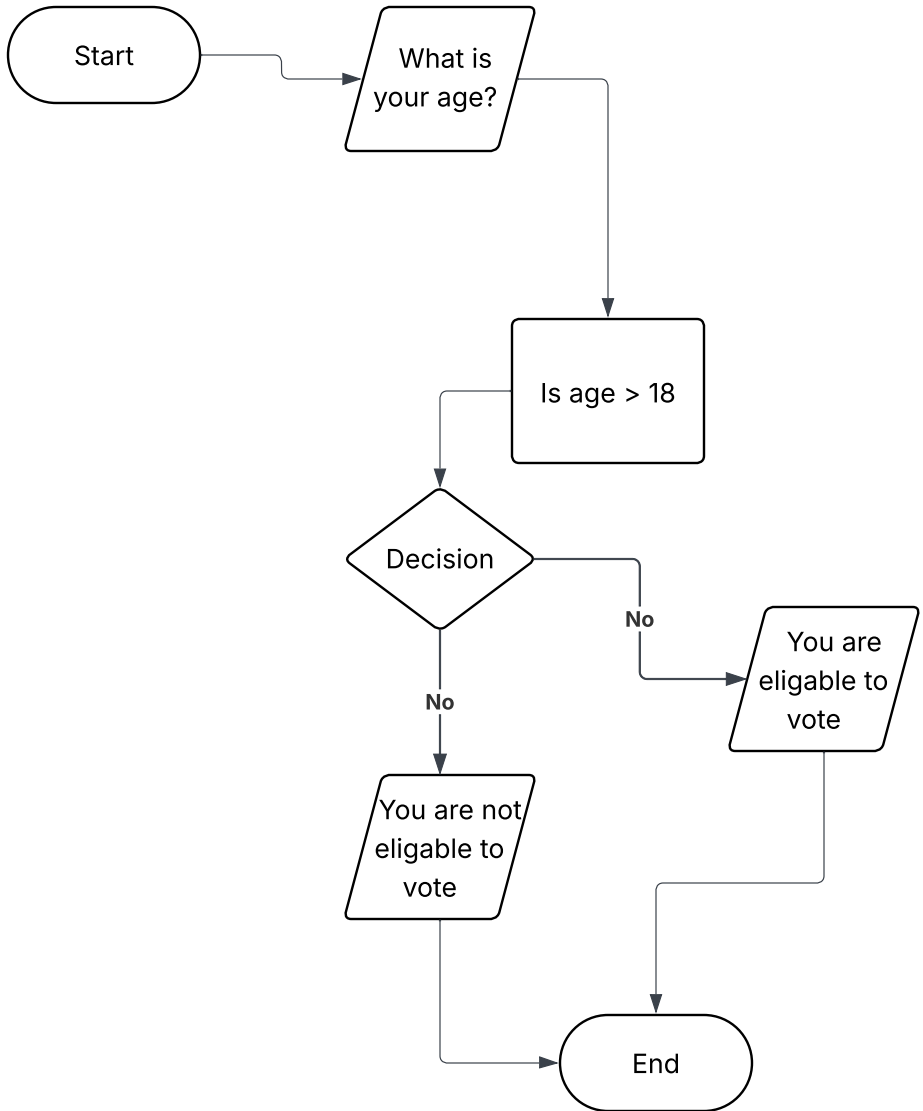 Start
What is
your age?
Is age > 18
Decision
No
No
You are
eligable to
vote
You are not
eligable to
vote
End